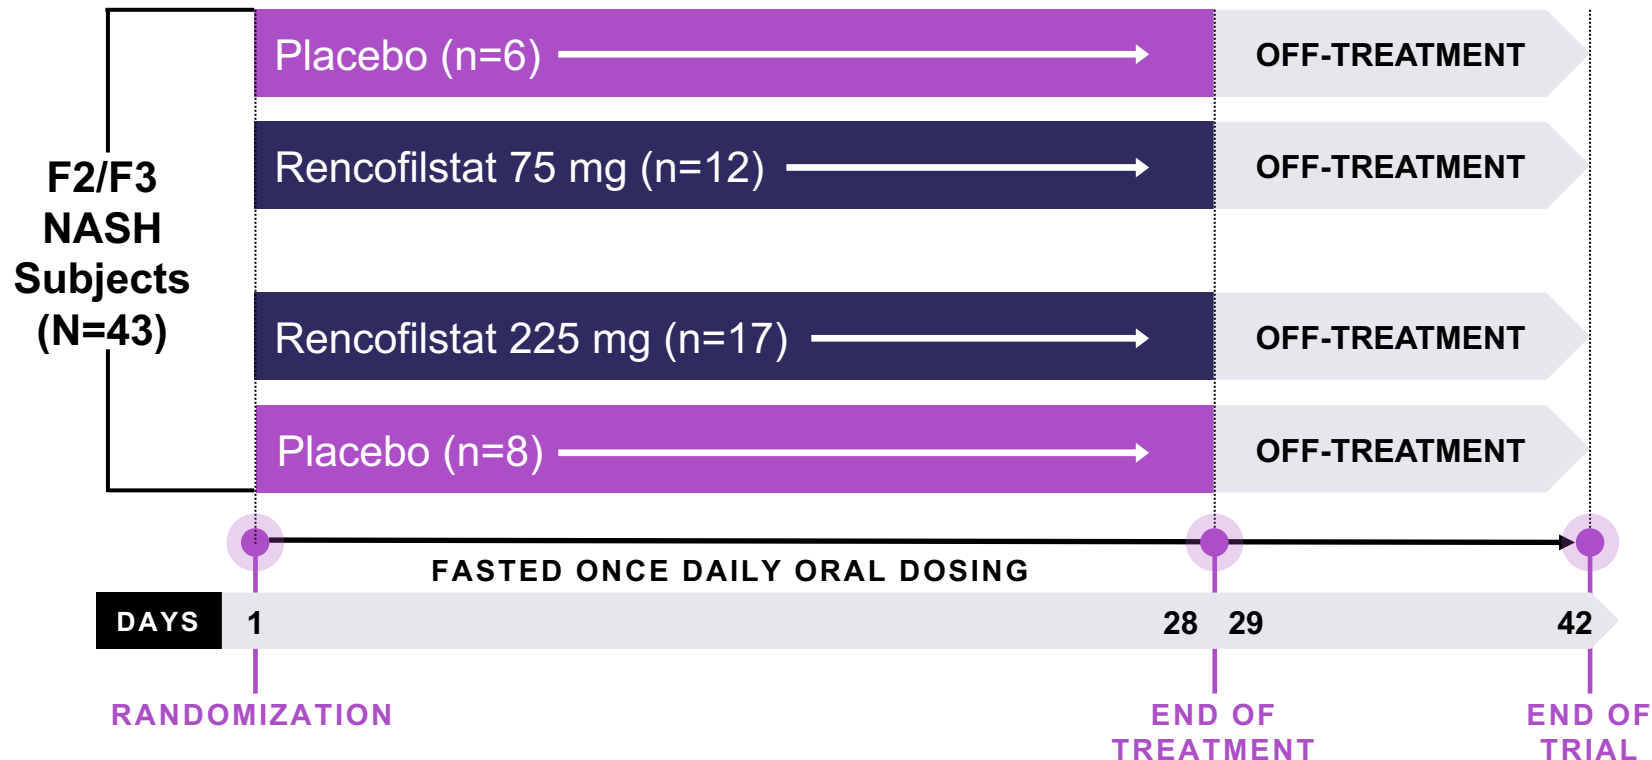 Placebo (n=6)
OFF-TREATMENT
Rencofilstat 75 mg (n=12)
OFF-TREATMENT
F2/F3
NASH
Subjects
(N=43)
Rencofilstat 225 mg (n=17)
OFF-TREATMENT
Placebo (n=8)
OFF-TREATMENT
FASTED ONCE DAILY ORAL DOSING
DAYS 1 28 29 42
RANDOMIZATION
END OF
TREATMENT
END OF
TRIAL